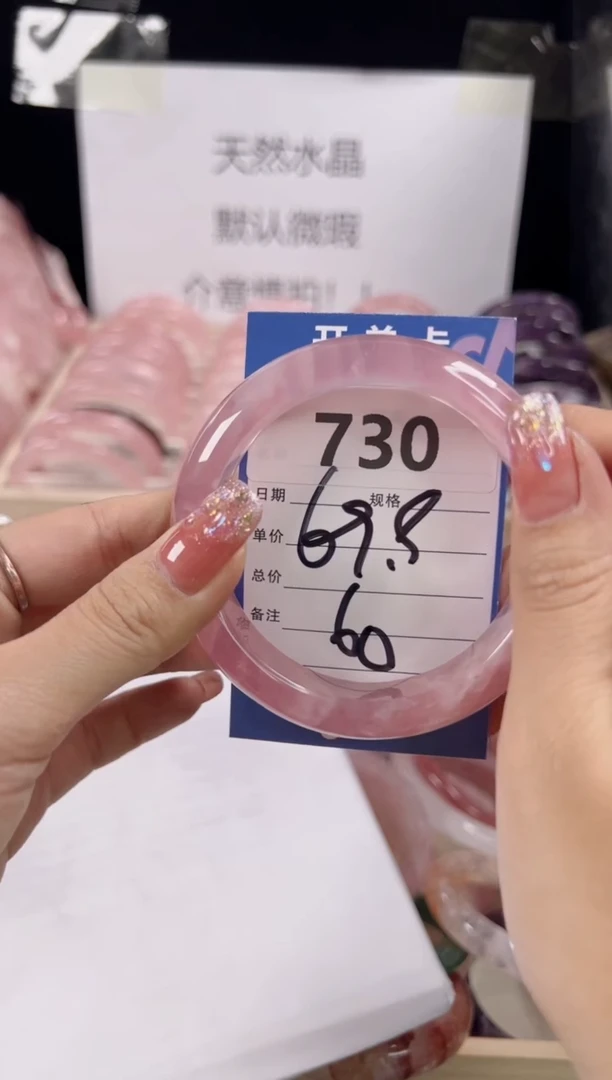 天然水晶
默认微瑕
介意慎拍！！
开单卡
730
日期 规格
单价 69.8
总价
备注 60